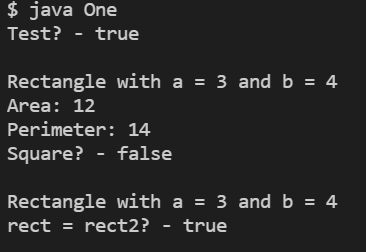 $ java One
Test? - true
Rectangle with a = 3 and b = 4
Area: 12
Perimeter: 14
Square? - false
Rectangle with a = 3 and b = 4
rect = rect2? - true